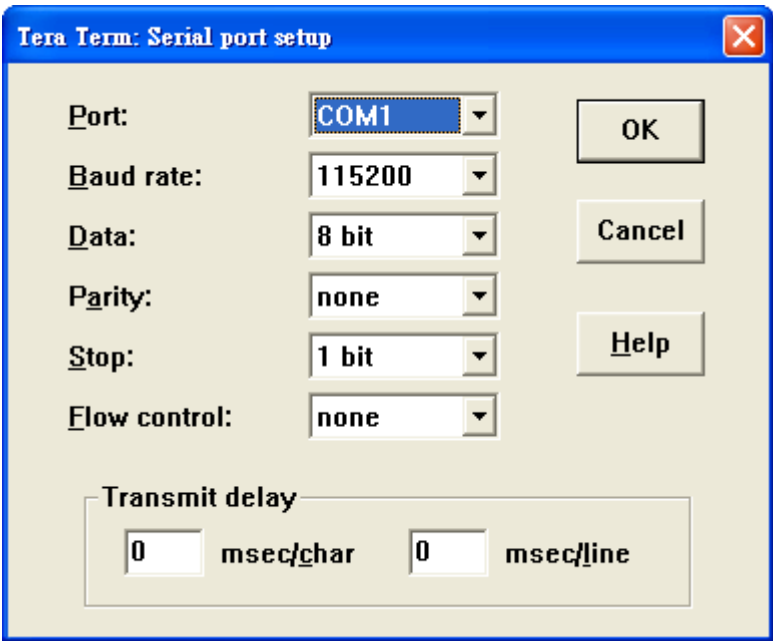 Tera Term: Serial port setup
Port: COM1
OK
Baud rate: 115200
Data: 8 bit
Cancel
Parity: none
Stop: 1 bit
Help
Flow control: none
Transmit delay
0 msec/char 0 msec/line